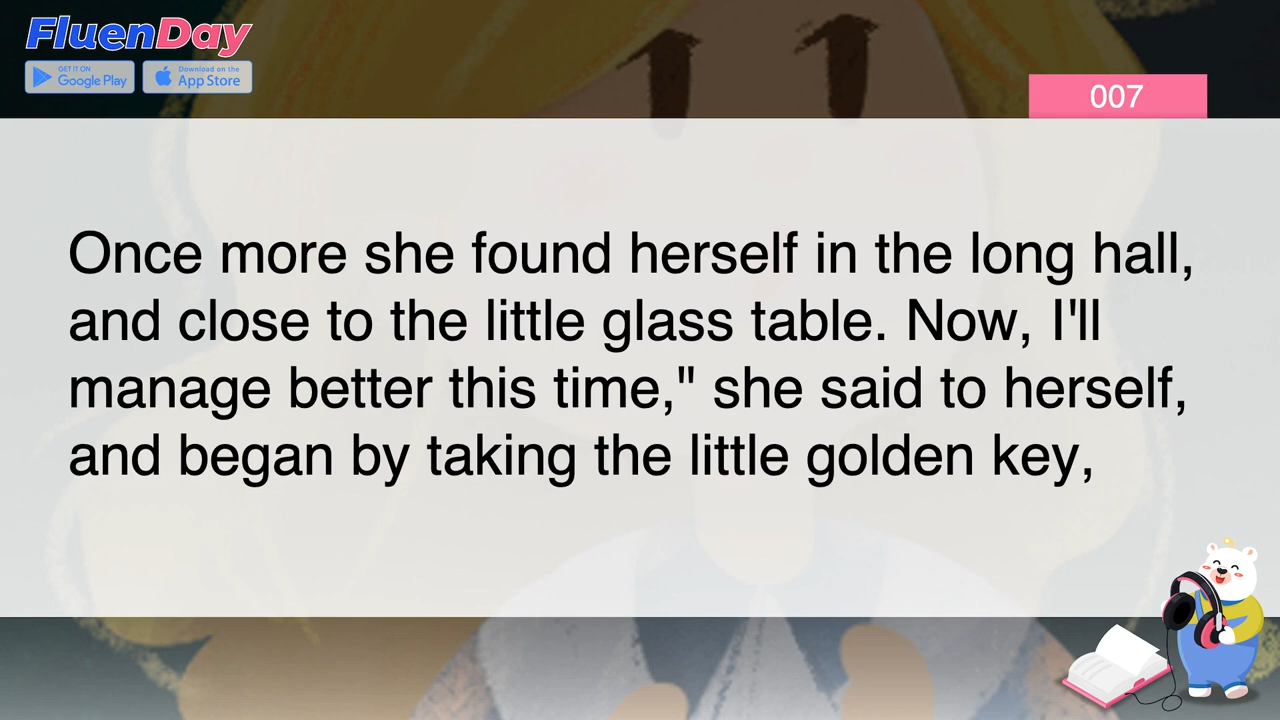 FluenDay
GET IT ON
Google Play
Download on the
App Store
007
Once more she found herself in the long hall,
and close to the little glass table. Now, I'll
manage better this time," she said to herself,
and began by taking the little golden key,